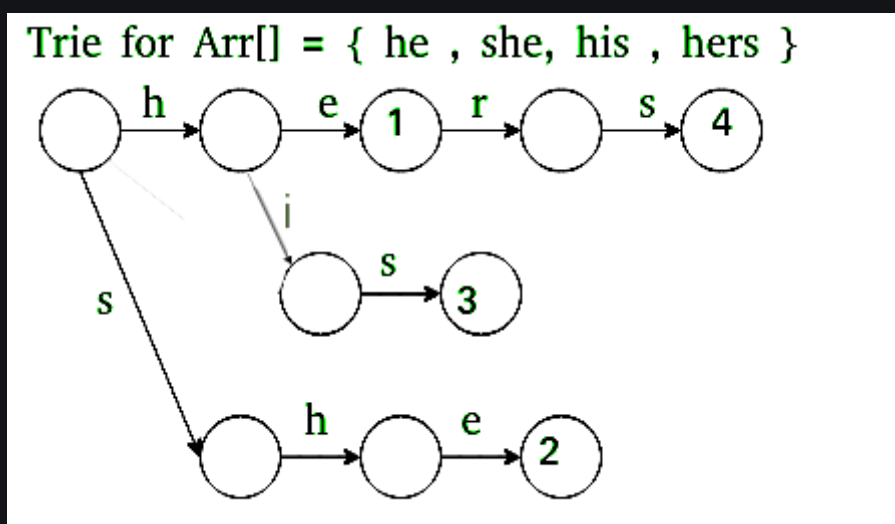 Trie for Arr[] = { he , she, his , hers }
h e 1 r s 4
i
s s 3
h e 2